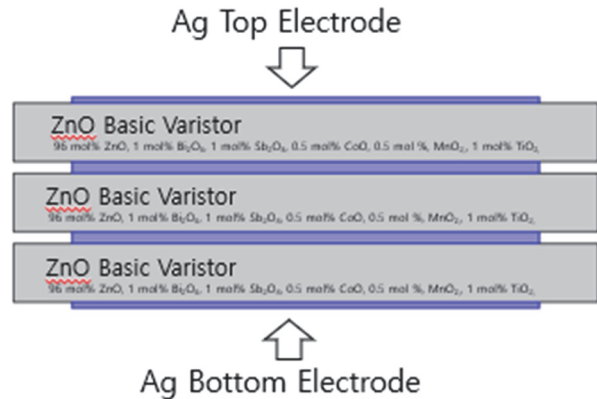 Ag Top Electrode
ZnO Basic Varistor
96 mol% ZnO, 1 mol% Bi₂O₃, 1 mol% Sb₂O₃, 0.5 mol% CoO, 0.5 mol %, MnO₂, 1 mol% TiO₂,
ZnO Basic Varistor
96 mol% ZnO, 1 mol% Bi₂O₃, 1 mol% Sb₂O₃, 0.5 mol% CoO, 0.5 mol %, MnO₂, 1 mol% TiO₂,
ZnO Basic Varistor
96 mol% ZnO, 1 mol% Bi₂O₃, 1 mol% Sb₂O₃, 0.5 mol% CoO, 0.5 mol %, MnO₂, 1 mol% TiO₂,
Ag Bottom Electrode